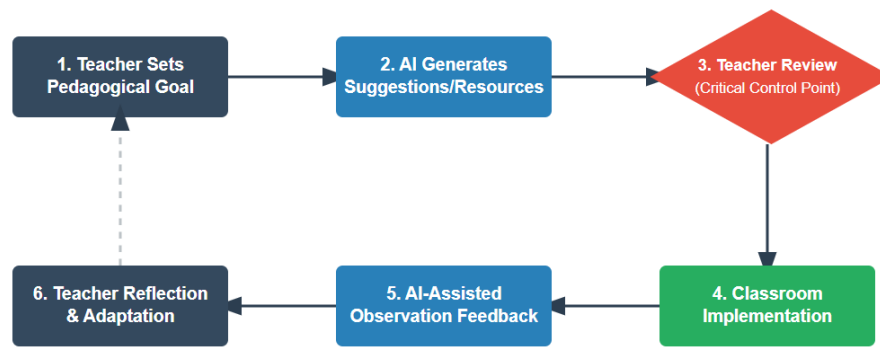 1. Teacher Sets
Pedagogical Goal
2. AI Generates
Suggestions/Resources
3. Teacher Review
(Critical Control Point)
4. Classroom
Implementation
5. AI-Assisted
Observation Feedback
6. Teacher Reflection
& Adaptation